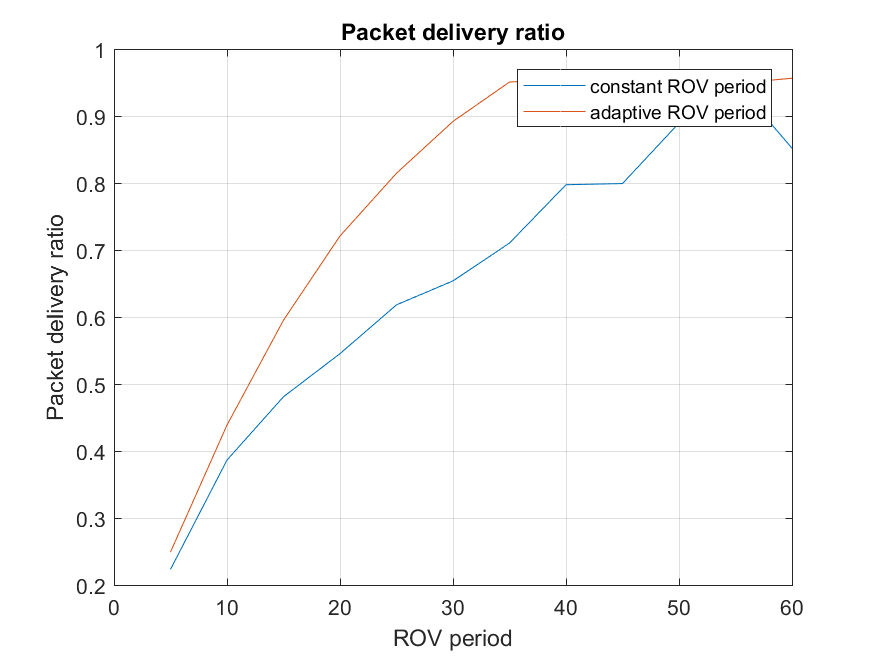 Packet delivery ratio
1
0.9
0.8
0.7
0.6
0.5
0.4
0.3
0.2
Packet delivery ratio
constant ROV period
adaptive ROV period
0 10 20 30 40 50 60
ROV period